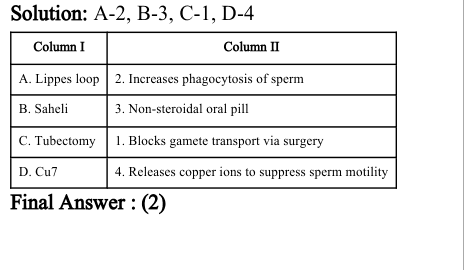 Solution: A-2, B-3, C-1, D-4
Column I Column II
A. Lippes loop 2. Increases phagocytosis of sperm
B. Saheli 3. Non-steroidal oral pill
C. Tubectomy 1. Blocks gamete transport via surgery
D. Cu7 4. Releases copper ions to suppress sperm motility
Final Answer : (2)